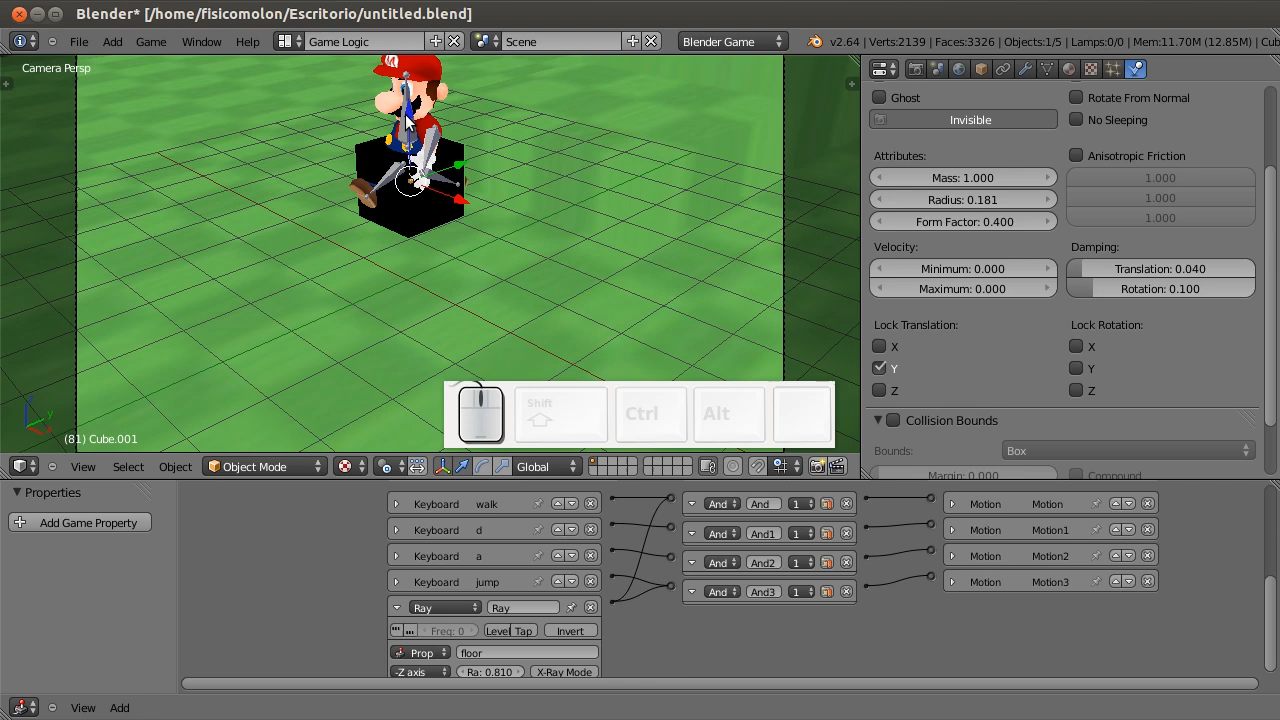 Blender* [/home/fisicomolon/Escritorio/untitled.blend]
File Add Game Window Help Game Logic Scene Blender Game v2.64 | Verts:2139 | Faces:3326 | Objects:1/5 | Lamps:0/0 | Mem:11.70M (12.85M) | Cub
Camera Persp
Ghost Rotate From Normal
Invisible No Sleeping
Attributes: Anisotropic Friction
Mass: 1.000 1.000
Radius: 0.181 1.000
Form Factor: 0.400 1.000
Velocity: Damping:
Minimum: 0.000 Translation: 0.040
Maximum: 0.000 Rotation: 0.100
Lock Translation: Lock Rotation:
X X
Y Y
Z Z
Collision Bounds
Bounds: Box
Margin: 0.000 Compound
M
z y x
Shift Ctrl Alt
(81) Cube.001
View Select Object Object Mode Global
Properties
Add Game Property
Keyboard walk And And 1 Motion Motion
Keyboard d And And1 1 Motion Motion1
Keyboard a And And2 1 Motion Motion2
Keyboard jump And And3 1 Motion Motion3
Ray Ray
Freq: 0 Level Tap Invert
Prop floor
-Z axis Ra: 0.810 X-Ray Mode
View Add